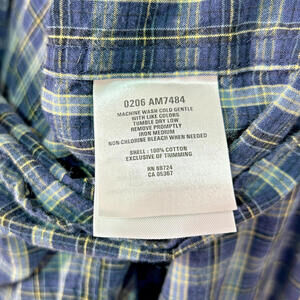 0206 AM7484
MACHINE WASH COLD GENTLE
WITH LIKE COLORS
TUMBLE DRY LOW
REMOVE PROMPTLY
IRON MEDIUM
NON-CHLORINE BLEACH WHEN NEEDED
SHELL : 100% COTTON
EXCLUSIVE OF TRIMMING
RN 69724
CA 05367